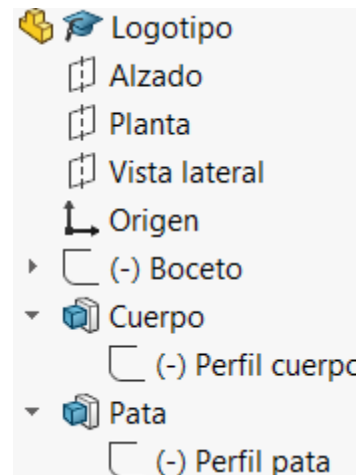 Logotipo
Alzado
Planta
Vista lateral
Origen
(-) Boceto
Cuerpo
(-) Perfil cuerpo
Pata
(-) Perfil pata